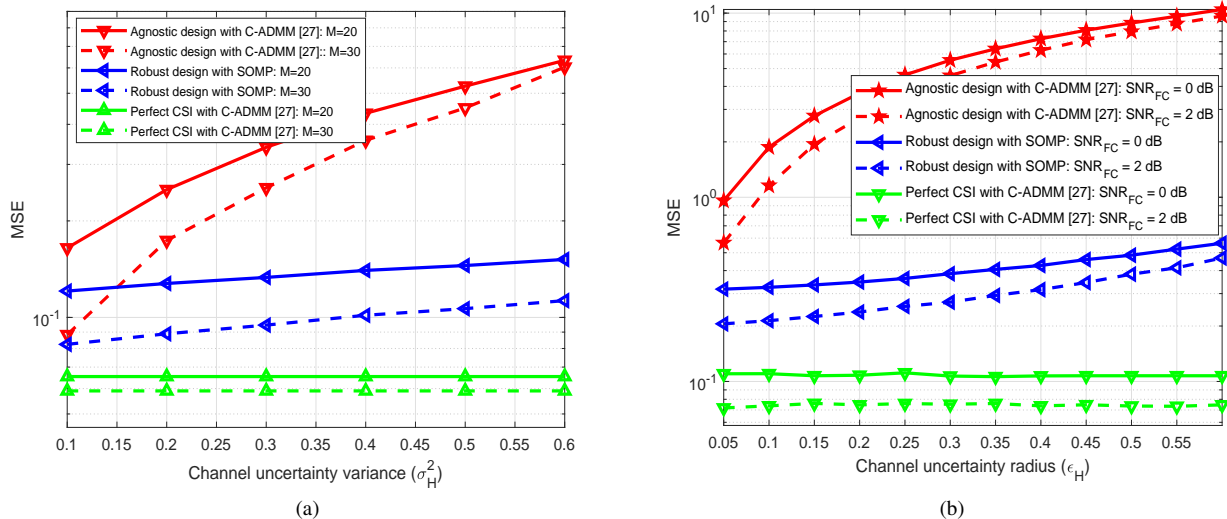 Agnostic design with C-ADMM [27]: M=20
Agnostic design with C-ADMM [27]:: M=30
Robust design with SOMP: M=20
Robust design with SOMP: M=30
Perfect CSI with C-ADMM [27]: M=20
Perfect CSI with C-ADMM [27]: M=30
MSE
10^-1
0.1 0.15 0.2 0.25 0.3 0.35 0.4 0.45 0.5 0.55 0.6
Channel uncertainty variance (σ_H^2)
(a)
Agnostic design with C-ADMM [27]: SNR_FC = 0 dB
Agnostic design with C-ADMM [27]: SNR_FC = 2 dB
Robust design with SOMP: SNR_FC = 0 dB
Robust design with SOMP: SNR_FC = 2 dB
Perfect CSI with C-ADMM [27]: SNR_FC = 0 dB
Perfect CSI with C-ADMM [27]: SNR_FC = 2 dB
MSE
10^1
10^0
10^-1
0.05 0.1 0.15 0.2 0.25 0.3 0.35 0.4 0.45 0.5 0.55
Channel uncertainty radius (ϵ_H)
(b)